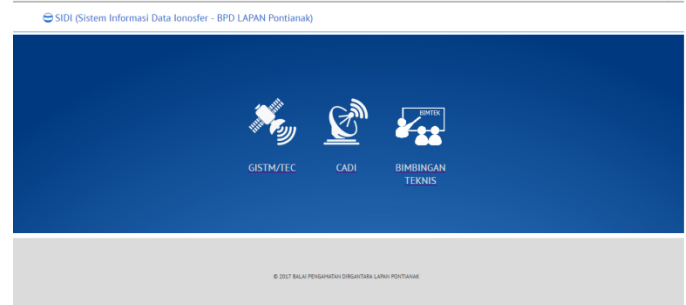 SIDI (Sistem Informasi Data Ionosfer - BPD LAPAN Pontianak)
BIMTEK
GISTM/TEC
CADI
BIMBINGAN
TEKNIS
© 2017 BALAI PENGAMATAN DIRGANTARA LAPAN PONTIANAK